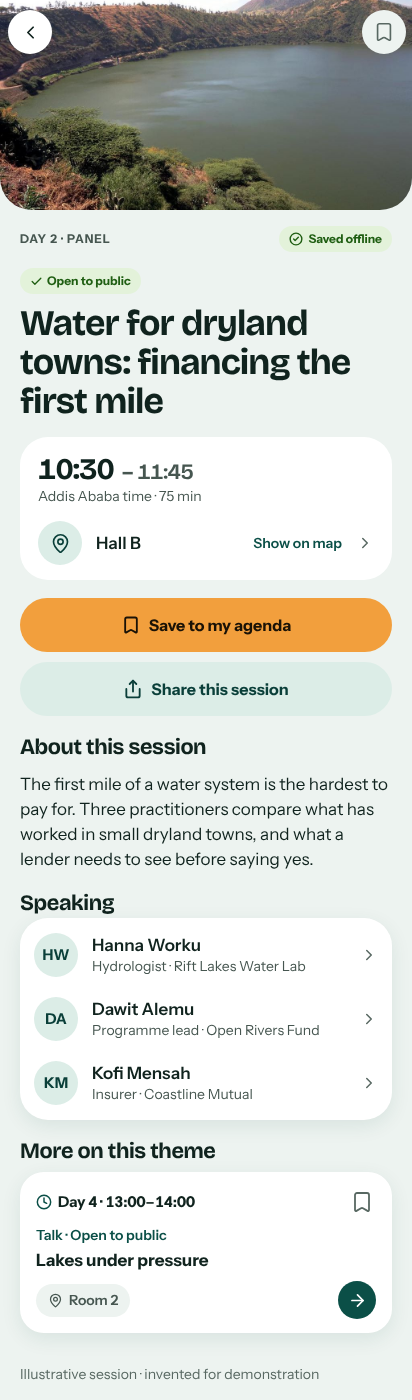 DAY 2 · PANEL
Saved offline
Open to public
Water for dryland
towns: financing the
first mile
10:30 – 11:45
Addis Ababa time · 75 min
Hall B
Show on map
Save to my agenda
Share this session
About this session
The first mile of a water system is the hardest to
pay for. Three practitioners compare what has
worked in small dryland towns, and what a
lender needs to see before saying yes.
Speaking
HW
Hanna Worku
Hydrologist · Rift Lakes Water Lab
DA
Dawit Alemu
Programme lead · Open Rivers Fund
KM
Kofi Mensah
Insurer · Coastline Mutual
More on this theme
Day 4 · 13:00–14:00
Talk · Open to public
Lakes under pressure
Room 2
Illustrative session · invented for demonstration